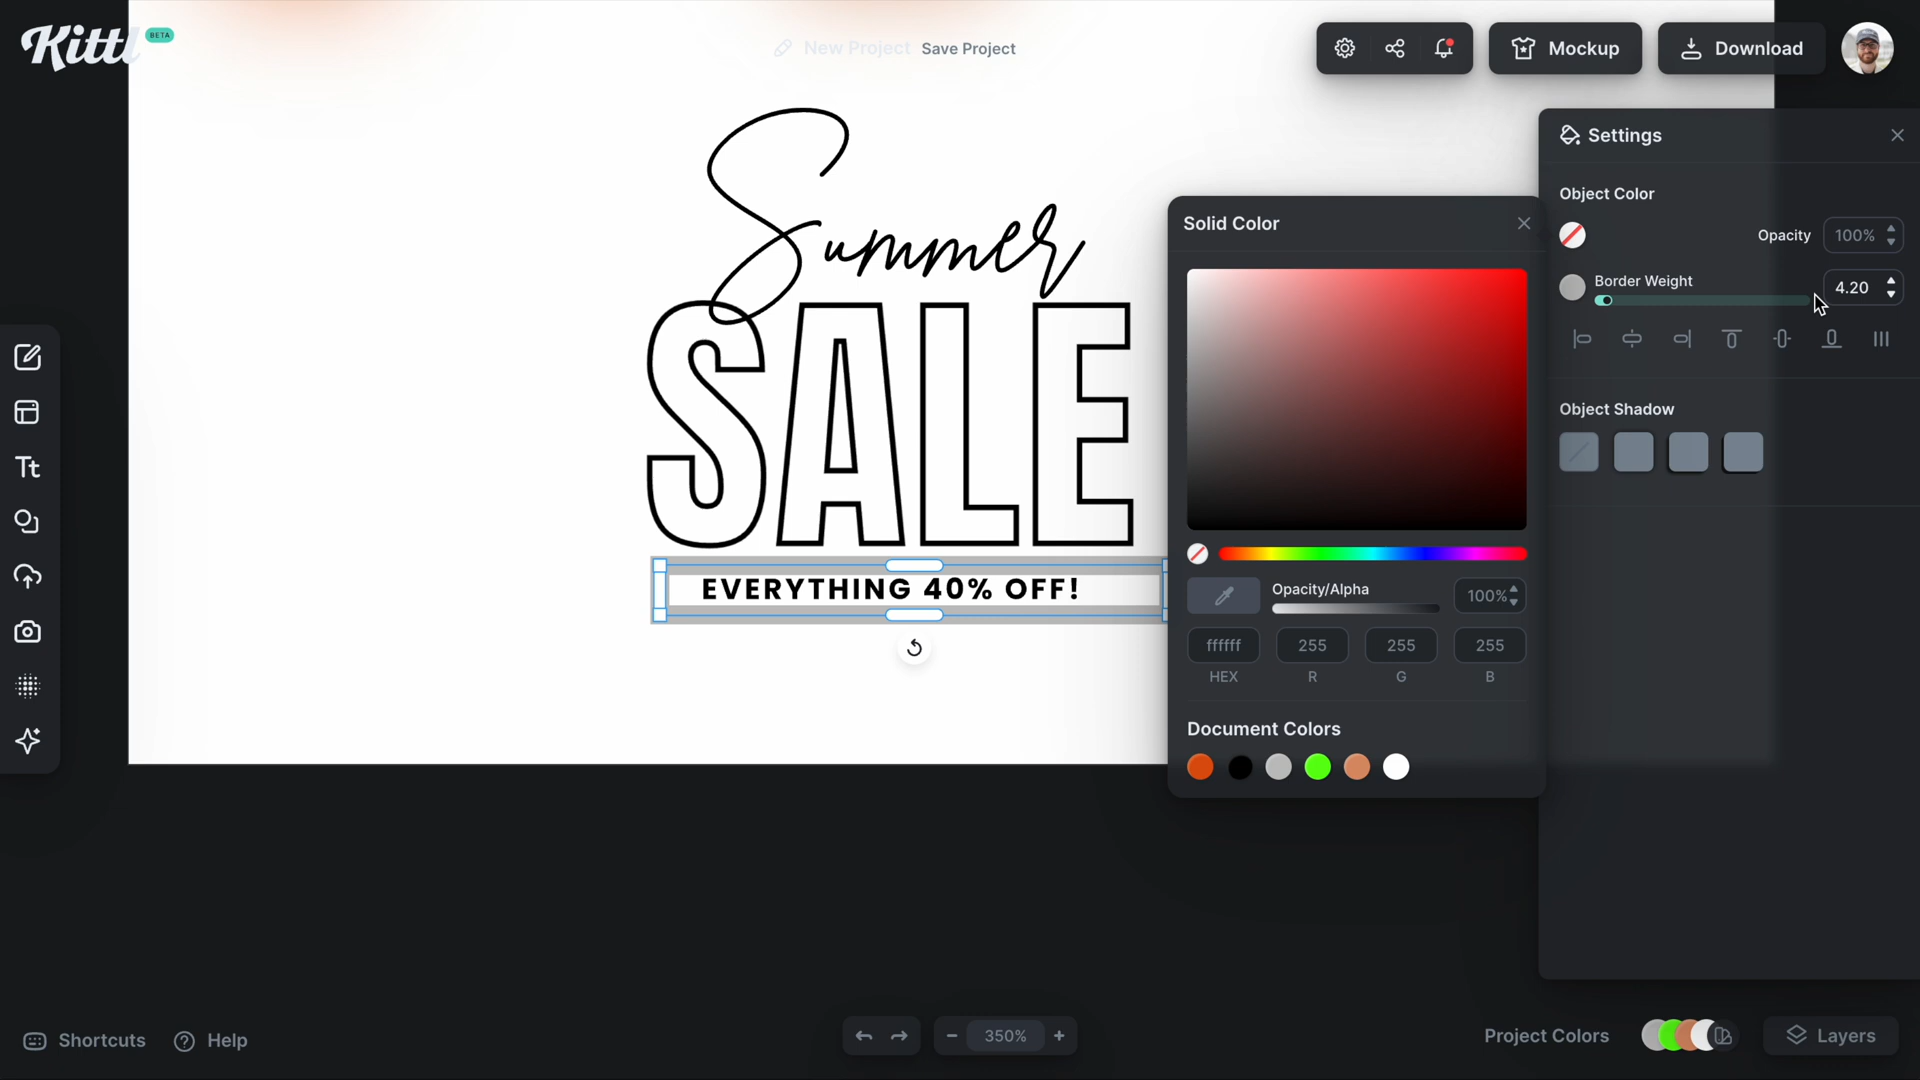 Kittl BETA
New Project Save Project
Mockup
Download
Settings
Object Color
Opacity 100%
Border Weight
4.20
Object Shadow
Solid Color
Opacity/Alpha
100%
ffffff 255 255 255
HEX R G B
Document Colors
Summer
SALE
EVERYTHING 40% OFF!
Tt
Shortcuts
Help
350%
Project Colors
Layers